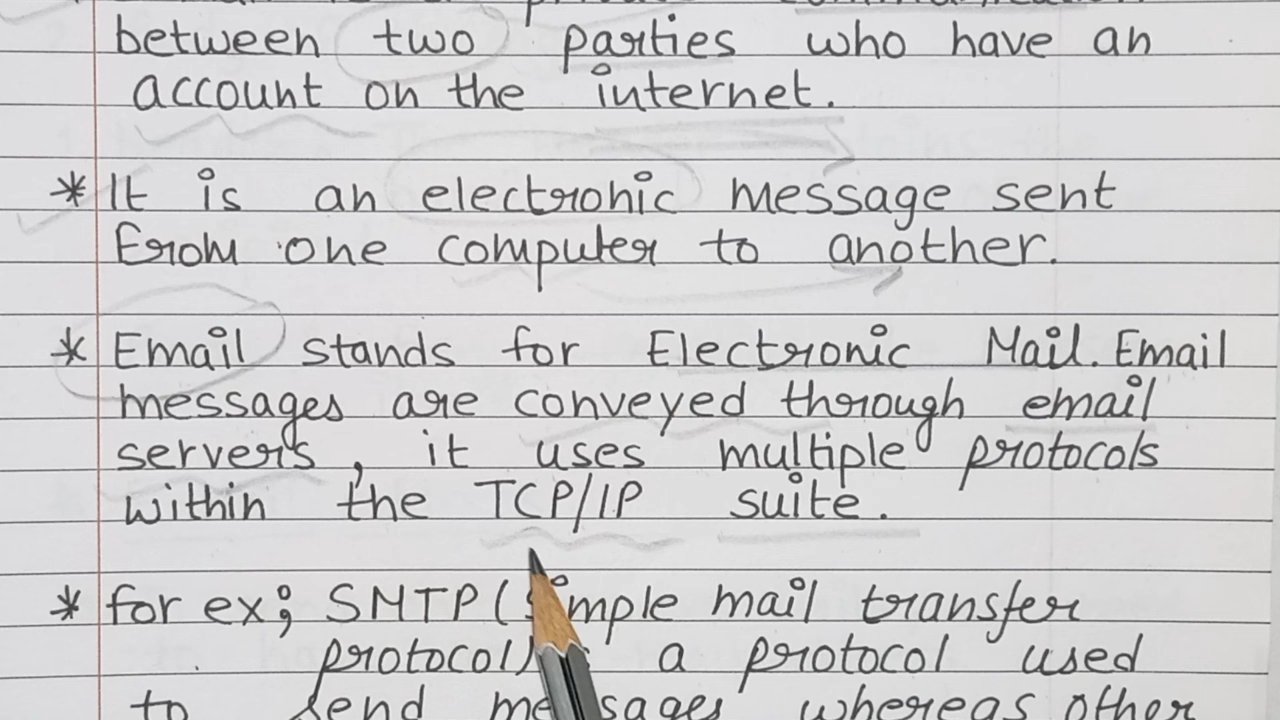 between two parties who have an
account on the internet.
* It is an electronic message sent
from one computer to another.
* Email stands for Electronic Mail. Email
messages are conveyed through email
servers, it uses multiple protocols
within the TCP/IP suite.
* for ex; SMTP (simple mail transfer
protocol) a protocol used
to send messages whereas other